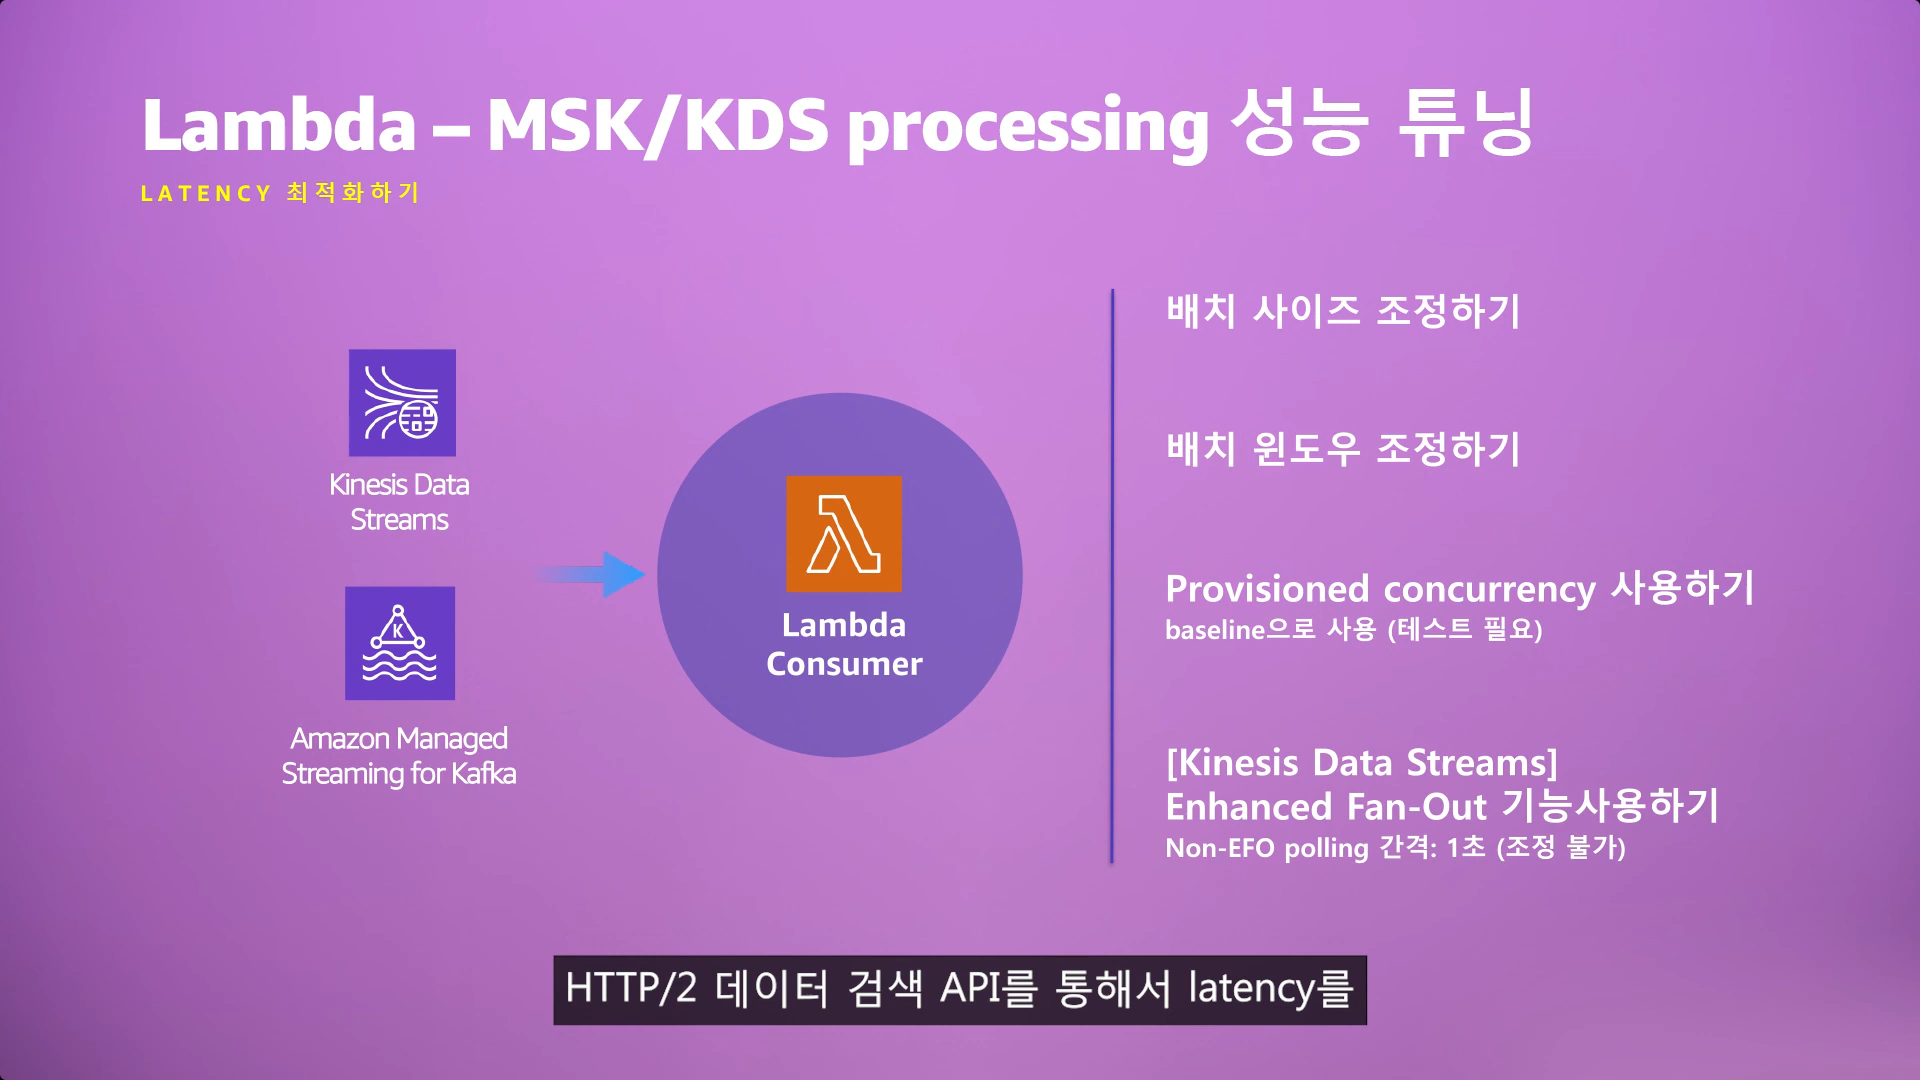 Lambda – MSK/KDS processing 성능 튜닝
LATENCY 최적화하기
Kinesis Data
Streams
Amazon Managed
Streaming for Kafka
K
Lambda
Consumer
배치 사이즈 조정하기
배치 윈도우 조정하기
Provisioned concurrency 사용하기
baseline으로 사용 (테스트 필요)
[Kinesis Data Streams]
Enhanced Fan-Out 기능사용하기
Non-EFO polling 간격: 1초 (조정 불가)
HTTP/2 데이터 검색 API를 통해서 latency를